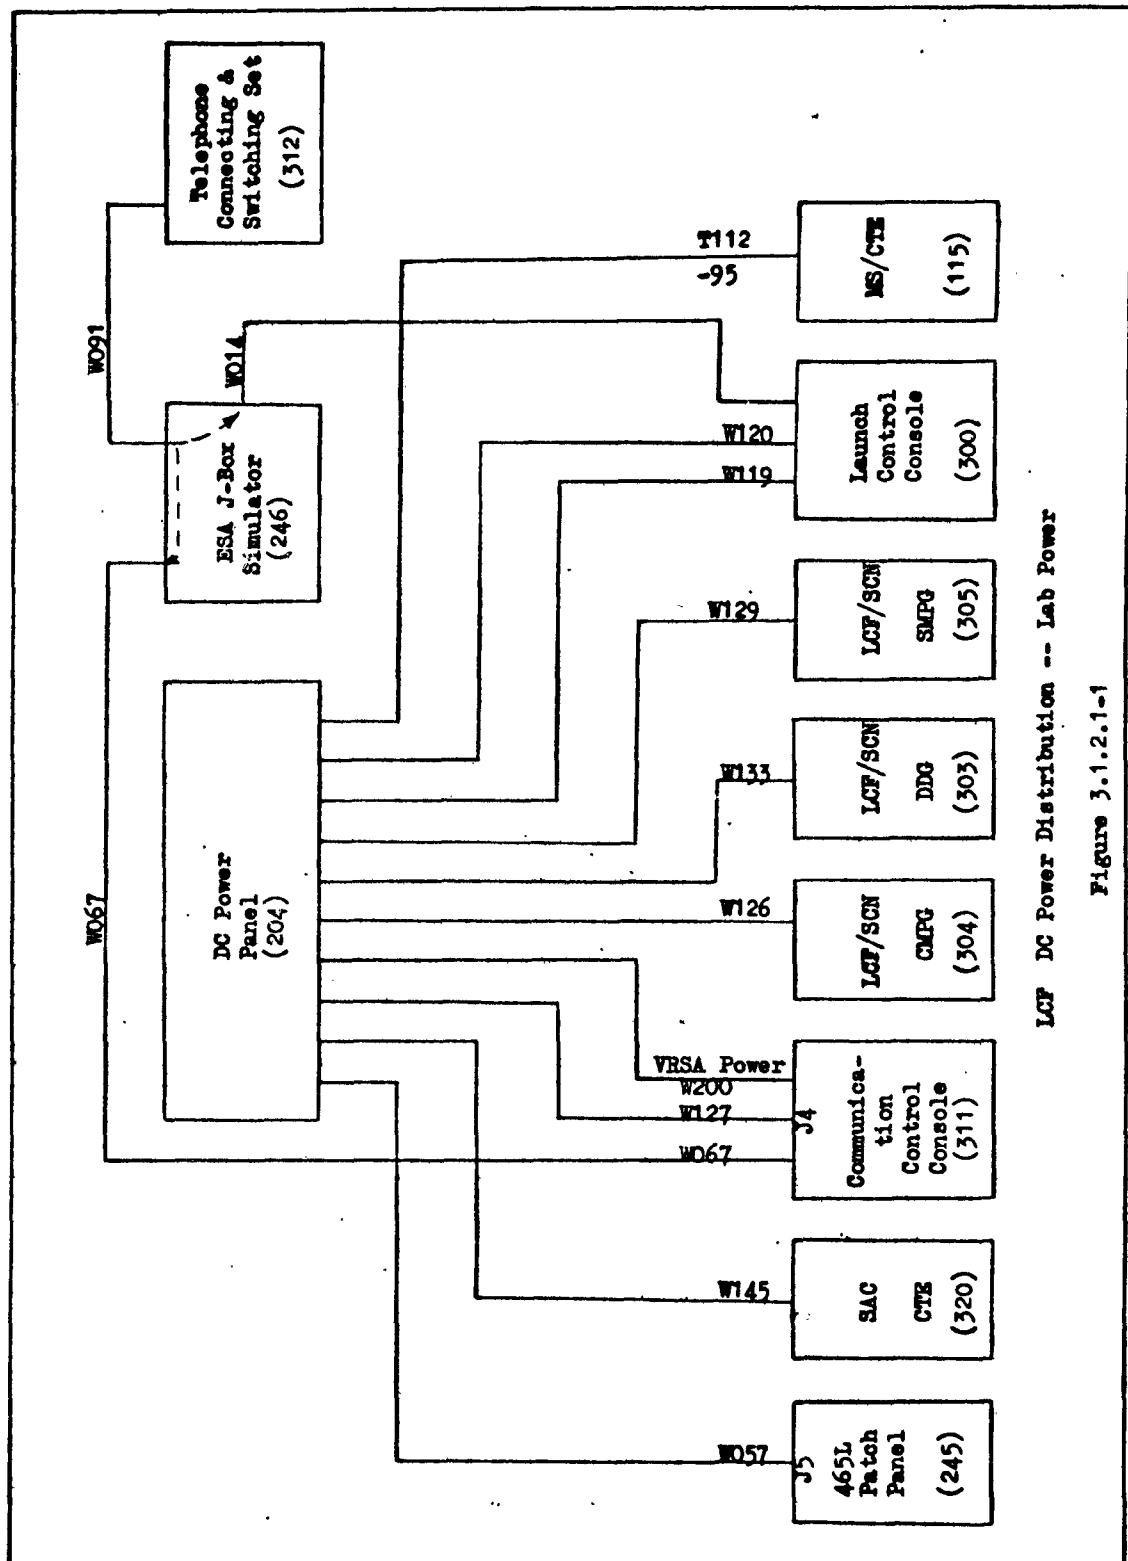 W091
Telephone
Connecting &
Switching Set
(312)
W067
ESA J-Box
Simulator
(246)
W014
DC Power
Panel
(204)
T112
-95
W120
W119
W129
W133
W126
VRSA Power
W200
W127
W067
W145
W057
J5
465L
Patch
Panel
(245)
SAC
CTE
(320)
J4
Communica-
tion
Control
Console
(311)
LCF/SCN
CMPG
(304)
LCF/SCN
DDG
(303)
LCF/SCN
SMPG
(305)
Launch
Control
Console
(300)
MS/CTE
(115)
LCF DC Power Distribution -- Lab Power
Figure 3.1.2.1-1